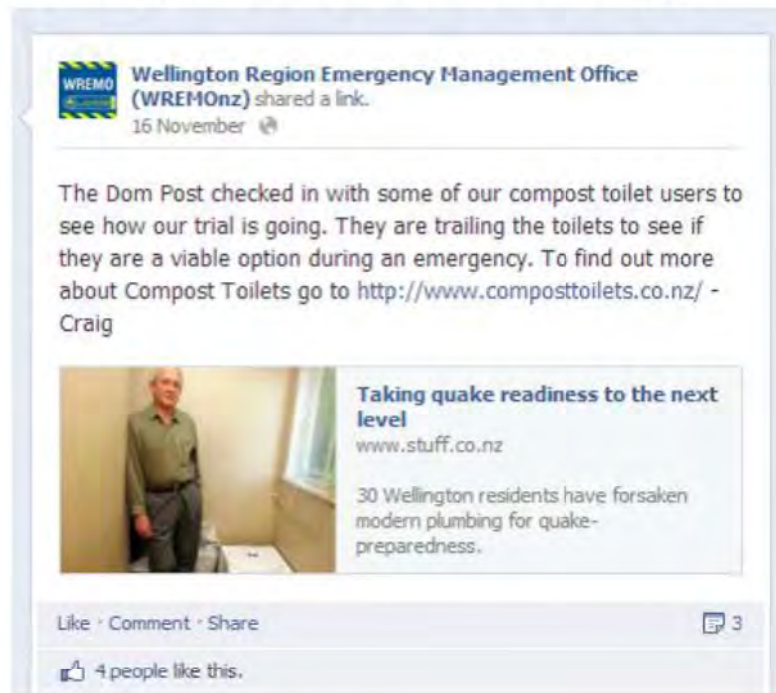 WREMO
Wellington Region Emergency Management Office
(WREMOnz) shared a link.
16 November
The Dom Post checked in with some of our compost toilet users to
see how our trial is going. They are trailing the toilets to see if
they are a viable option during an emergency. To find out more
about Compost Toilets go to http://www.composttoilets.co.nz/ -
Craig
Taking quake readiness to the next
level
www.stuff.co.nz
30 Wellington residents have forsaken
modern plumbing for quake-
preparedness.
Like · Comment · Share
3
4 people like this.